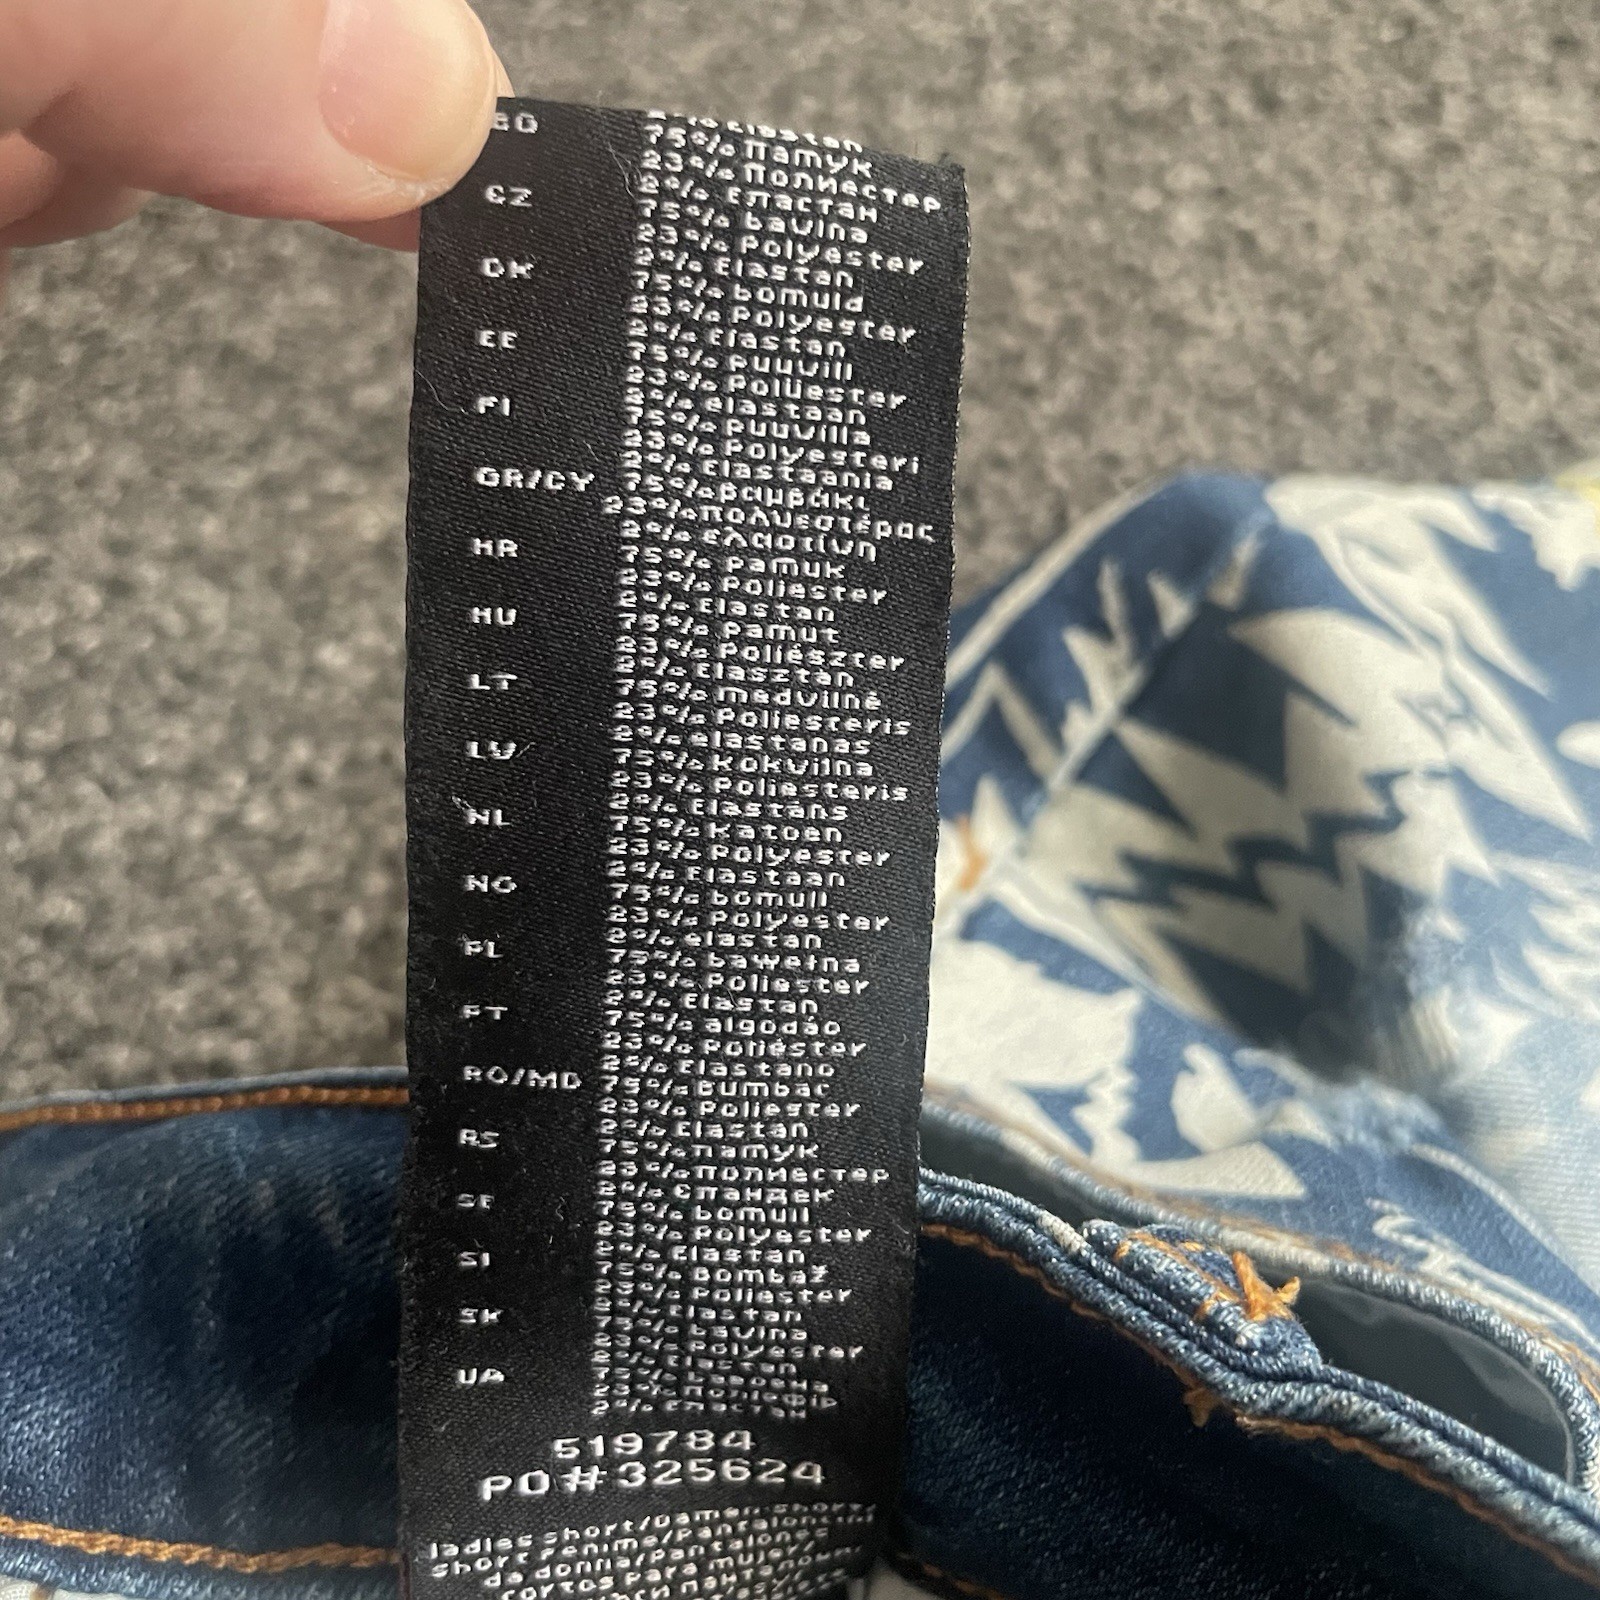 BG
2% Elastan
75% Памук
23% Полиестер
2% Еластан
CZ 75% bavlna
23% Polyester
2% Elastan
DK 75% bomuld
23% Polyester
2% Elastan
EE 75% puuvill
23% Polüester
2% elastaan
FI 75% puuvilla
23% Polyesteri
2% Elastaania
GR/CY 75% βαμβάκι
23% πολυεστέρας
2% ελαστίνη
HR 75% pamuk
23% Poliester
2% Elastan
HU 75% pamut
23% Poliészter
2% Elasztán
LT 75% medvilnė
23% Poliesteris
2% elastanas
LV 75% Kokvilna
23% Poliesteris
2% Elastāns
NL 75% Katoen
23% Polyester
2% Elastaan
NO 75% bomull
23% Polyester
2% elastan
PL 75% bawełna
23% Poliester
2% Elastan
PT 75% algodão
23% Poliéster
2% Elastano
RO/MD 75% Bumbac
23% Poliester
2% Elastan
RS 75% памук
23% полиестер
2% Спандек
SE 75% bomull
23% Polyester
2% Elastan
SI 75% Bombaž
23% Poliester
2% Elastan
SK 75% bavlna
23% Polyester
2% Elastan
UA 75% бавовна
23% Поліефір
2% Еластан
519784
PO#325624
ladies short/Damen short/
short femme/Pantaloncini
da donna/pantalones
cortos para mujer/